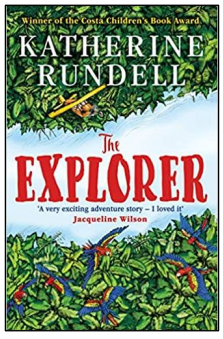 Winner of the Costa Children's Book Award
KATHERINE
RUNDELL
The
EXPLORER
'A very exciting adventure story – I loved it'
Jacqueline Wilson